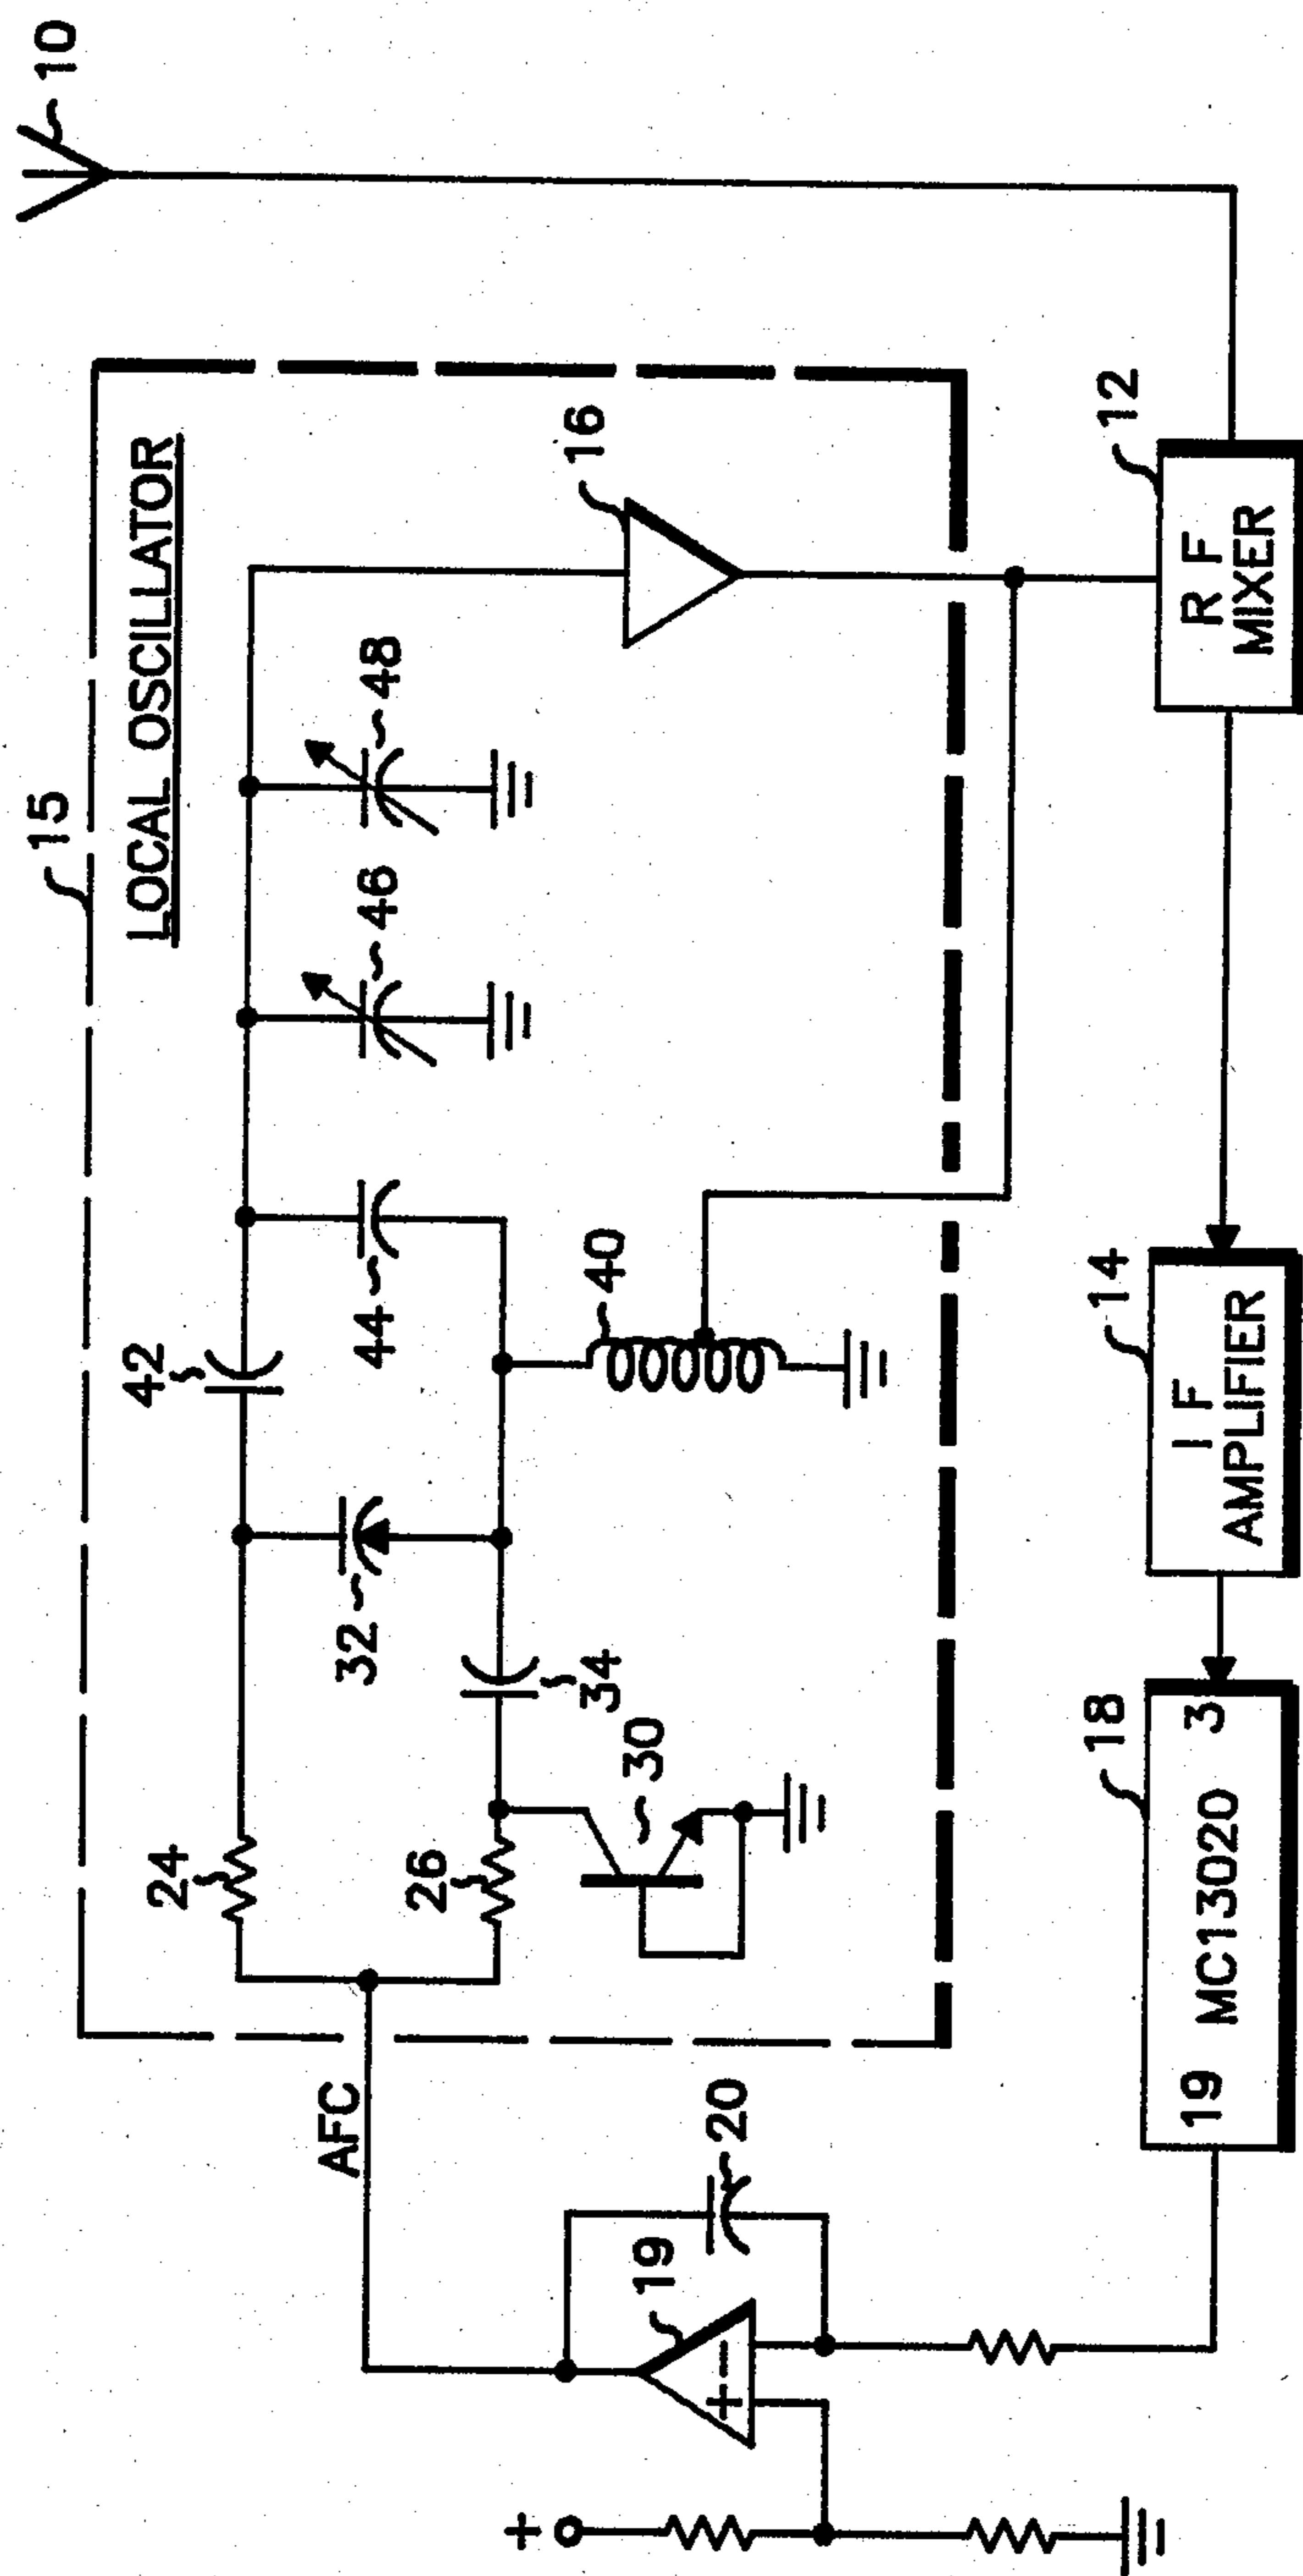 10
15
LOCAL OSCILLATOR
42
24
44
46
48
16
32
26
34
30
40
AFC
20
19
+ −
+
18
19 MC13020 3
14
I F
AMPLIFIER
12
R F
MIXER